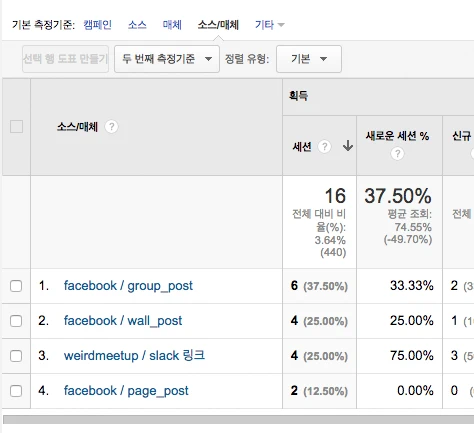 기본 측정기준: 캠페인 소스 매체 소스/매체 기타
선택 행 도표 만들기 두 번째 측정기준 정렬 유형: 기본
획득
소스/매체 ?
세션 ? 새로운 세션 % ? 신규
16 37.50%
전체 대비 비율(%): 3.64% (440) 평균 조회: 74.55% (-49.70%) 전체
1. facebook / group_post 6 (37.50%) 33.33% 2 (3
2. facebook / wall_post 4 (25.00%) 25.00% 1 (1
3. weirdmeetup / slack 링크 4 (25.00%) 75.00% 3 (5
4. facebook / page_post 2 (12.50%) 0.00% 0 (